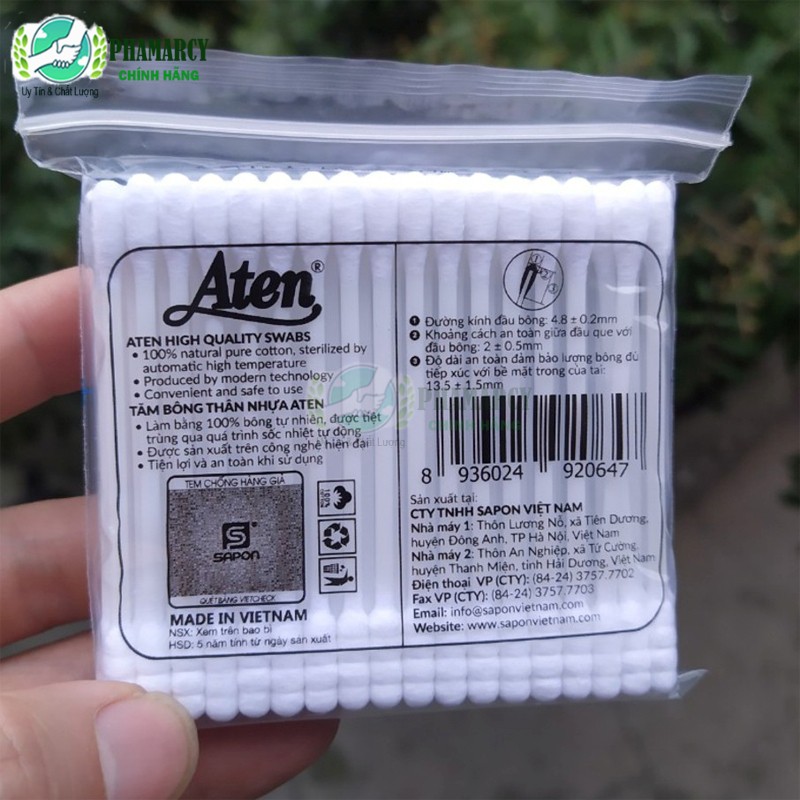 PHAMARCY
CHÍNH HÃNG
Uy Tín & Chất Lượng
Aten®
ATEN HIGH QUALITY SWABS
• 100% natural pure cotton, sterilized by
automatic high temperature
• Produced by modern technology
• Convenient and safe to use
TĂM BÔNG THÂN NHỰA ATEN
• Làm bằng 100% bông tự nhiên, được tiệt
trùng qua quá trình sốc nhiệt tự động
• Được sản xuất trên công nghệ hiện đại
• Tiện lợi và an toàn khi sử dụng
TEM CHỐNG HÀNG GIẢ
S
SAPON
QUÉT BẰNG VIETCHECK
MADE IN VIETNAM
NSX: Xem trên bao bì
HSD: 5 năm tính từ ngày sản xuất
① Đường kính đầu bông: 4.8 ± 0.2mm
② Khoảng cách an toàn giữa đầu que với
đầu bông: 2 ± 0.5mm
③ Độ dài an toàn đảm bảo lượng bông đủ
tiếp xúc với bề mặt trong của tai:
13.5 ± 1.5mm
PHAMARCY
CHÍNH HÃNG
8 936024 920647
Sản xuất tại:
CTY TNHH SAPON VIỆT NAM
Nhà máy 1: Thôn Lương Nỗ, xã Tiên Dương,
huyện Đông Anh, TP Hà Nội, Việt Nam
Nhà máy 2: Thôn An Nghiệp, xã Tứ Cường,
huyện Thanh Miện, tỉnh Hải Dương, Việt Nam
Điện thoại VP (CTY): (84-24) 3757.7702
Fax VP (CTY): (84-24) 3757.7703
Email: info@saponvietnam.com
Website: www.saponvietnam.com